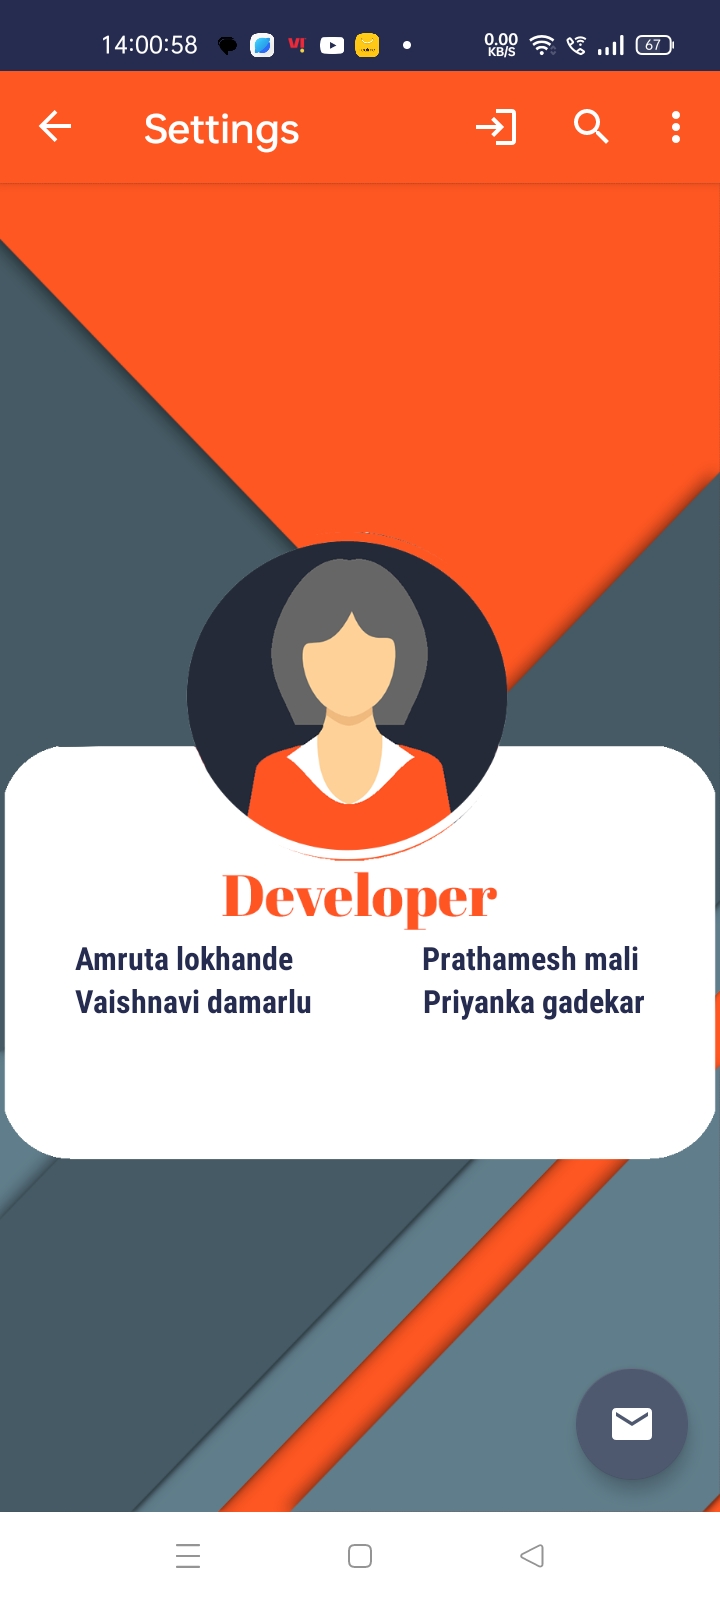 14:00:58 0.00 KB/S 67
Settings
Developer
Amruta lokhande Prathamesh mali
Vaishnavi damarlu Priyanka gadekar